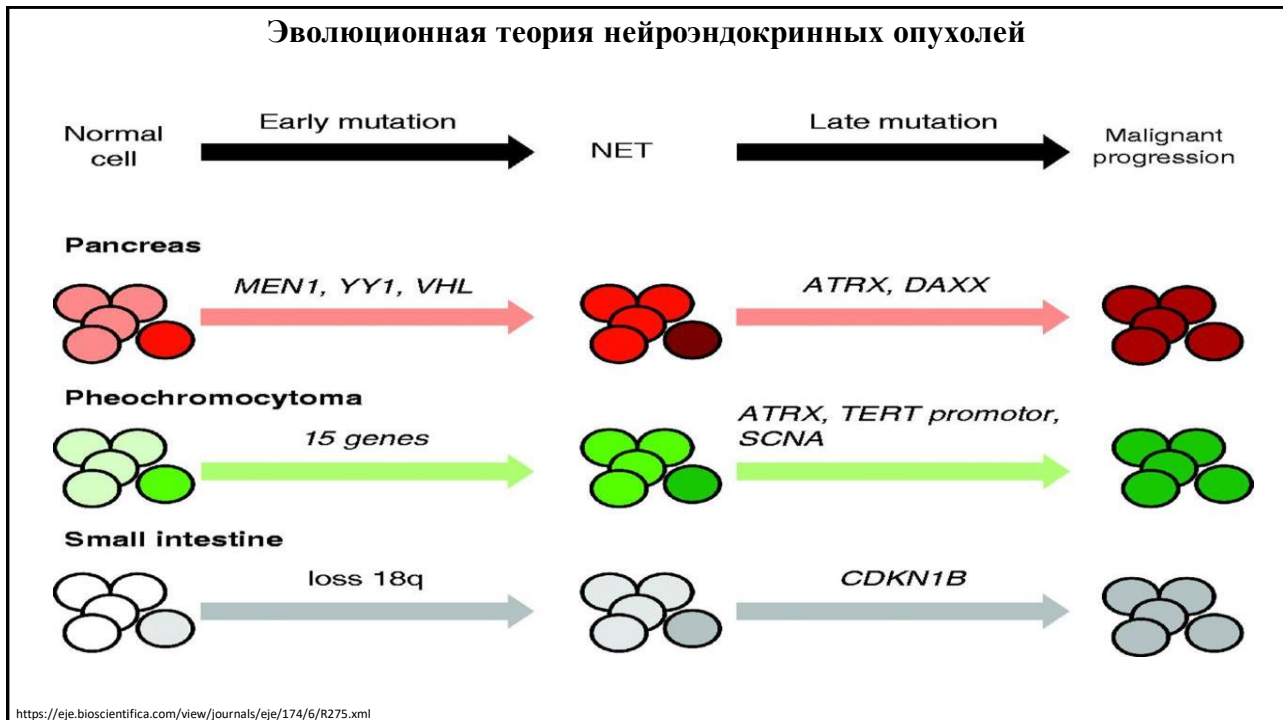 Эволюционная теория нейроэндокринных опухолей
Normal
cell
Early mutation
NET
Late mutation
Malignant
progression
Pancreas
MEN1, YY1, VHL
ATRX, DAXX
Pheochromocytoma
15 genes
ATRX, TERT promotor,
SCNA
Small intestine
loss 18q
CDKN1B
https://eje.bioscientifica.com/view/journals/eje/174/6/R275.xml